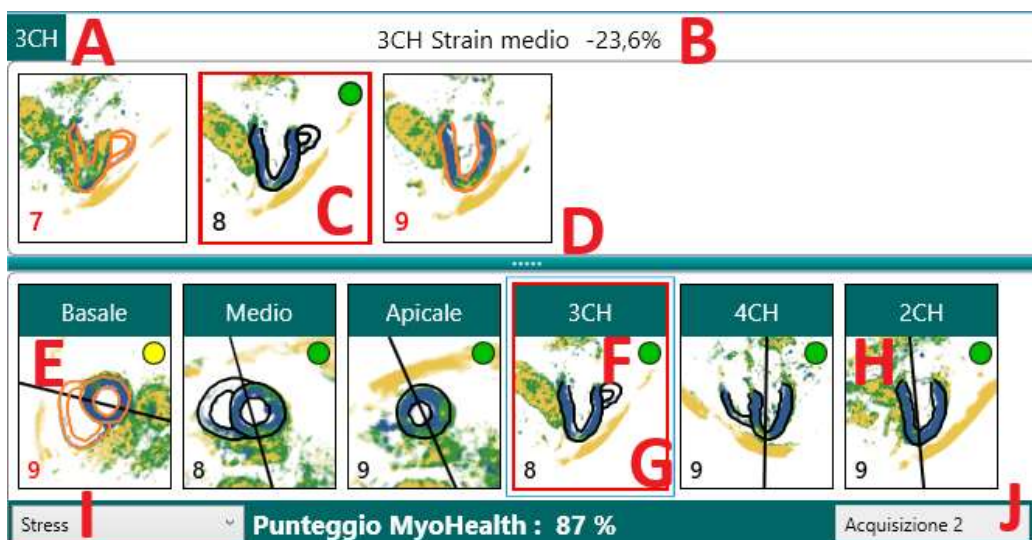 3CH A 3CH Strain medio -23,6% B
7 8 C 9 D
Basale Medio Apicale 3CH 4CH 2CH
E F H
9 8 9 8 G 9 9
Stress I Punteggio MyoHealth : 87 % Acquisizione 2 J